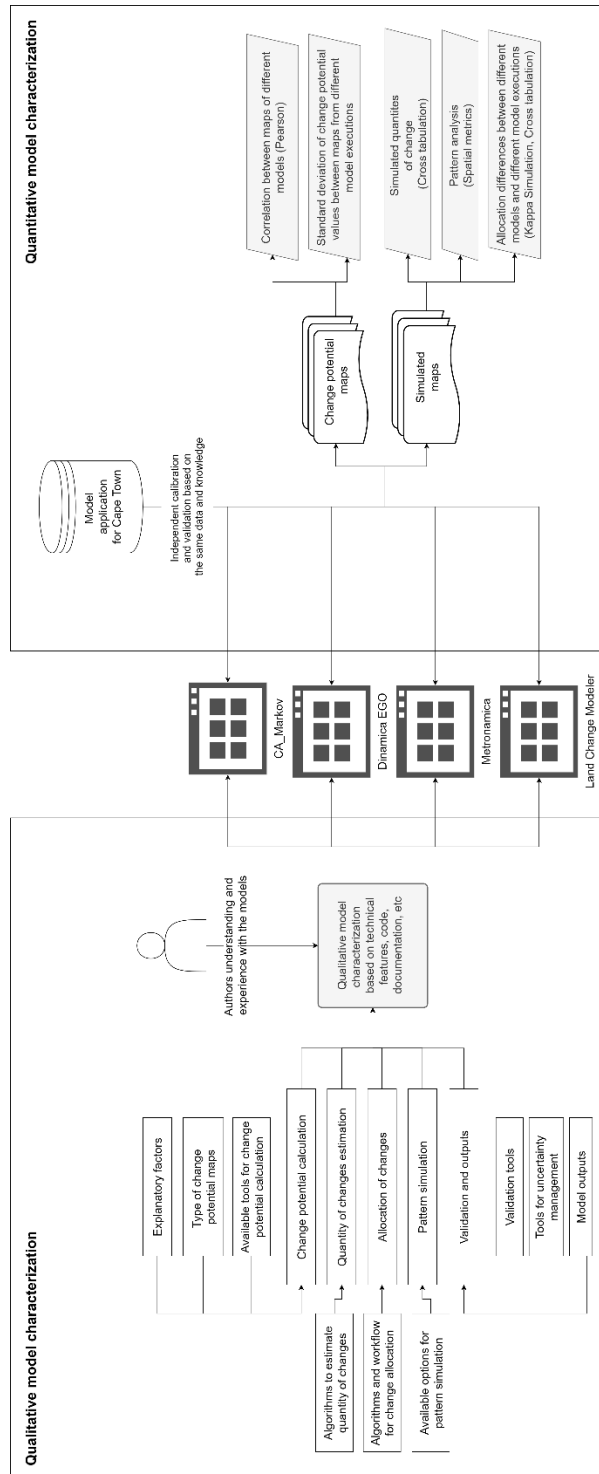 Qualitative model characterization
Explanatory factors
Type of change
potential maps
Available tools for change
potential calculation
Change potential calculation
Algorithms to estimate
quantity of changes
Quantity of changes estimation
Algorithms and workflow
for change allocation
Allocation of changes
Available options for
pattern simulation
Pattern simulation
Validation and outputs
Validation tools
Tools for uncertainty
management
Model outputs
Authors understanding and
experience with the models
Qualitative model
characterization
based on technical
features, code,
documentation, etc
CA_Markov
Dinamica EGO
Metronamica
Land Change Modeler
Quantitative model characterization
Model
application
for Cape Town
Independent calibration
and validation based on
the same data and knowledge
Change potential
maps
Simulated
maps
Correlation between maps of different
models (Pearson)
Standard deviation of change potential
values between maps from different
model executions
Simulated quantites
of change
(Cross tabulation)
Pattern analysis
(Spatial metrics)
Allocation differences between different
models and different model executions
(Kappa Simulation, Cross tabulation)